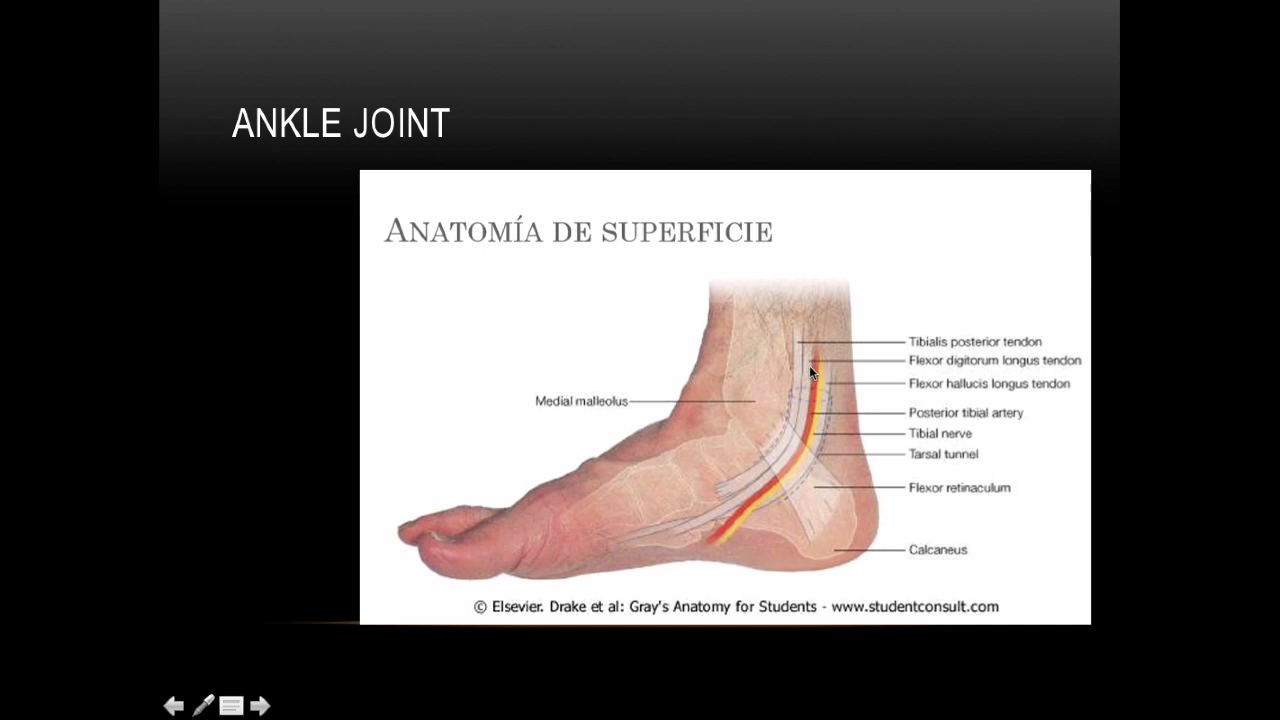 ANKLE JOINT
ANATOMÍA DE SUPERFICIE
Tibialis posterior tendon
Flexor digitorum longus tendon
Flexor hallucis longus tendon
Medial malleolus
Posterior tibial artery
Tibial nerve
Tarsal tunnel
Flexor retinaculum
Calcaneus
© Elsevier. Drake et al: Gray's Anatomy for Students - www.studentconsult.com